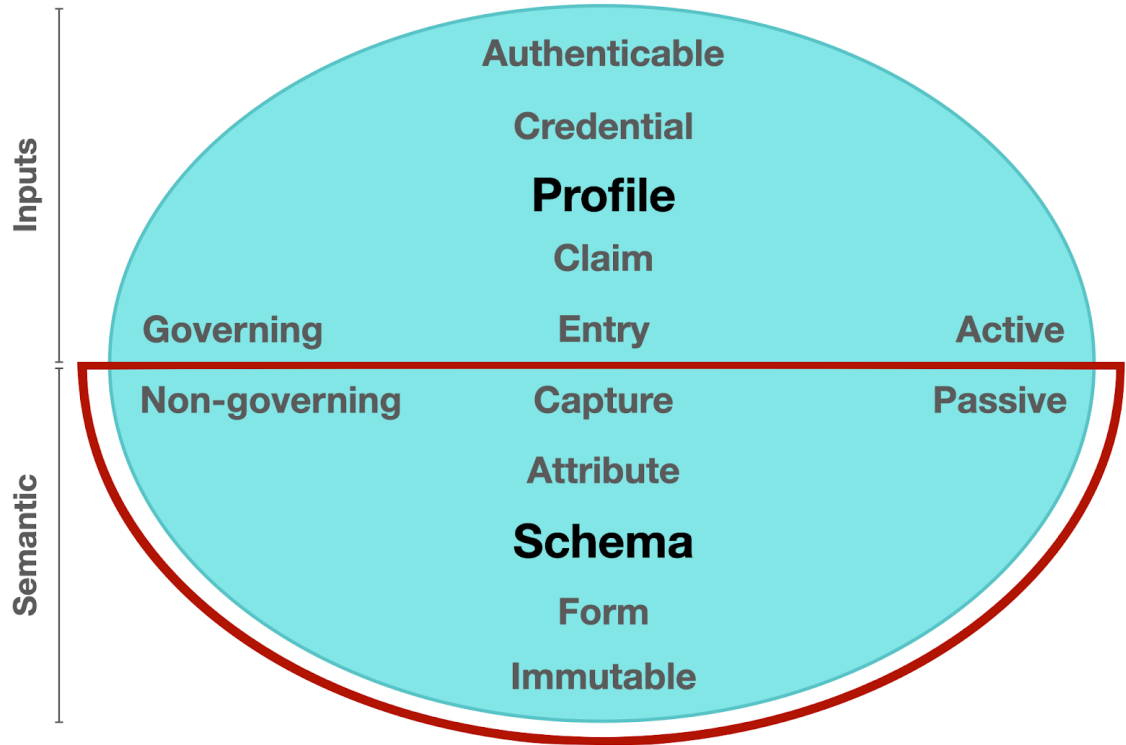 Authenticable
Credential
Profile
Claim
Governing Entry Active
Non-governing Capture Passive
Attribute
Schema
Form
Immutable
Inputs
Semantic